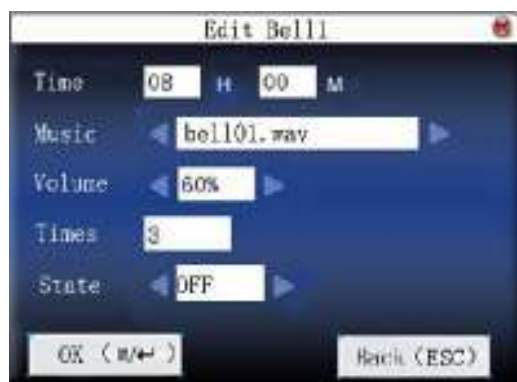 Edit Bell1
Time 08 H 00 M
Music bell01.wav
Volume 60%
Times 3
State OFF
OK (M/↵) Back (ESC)